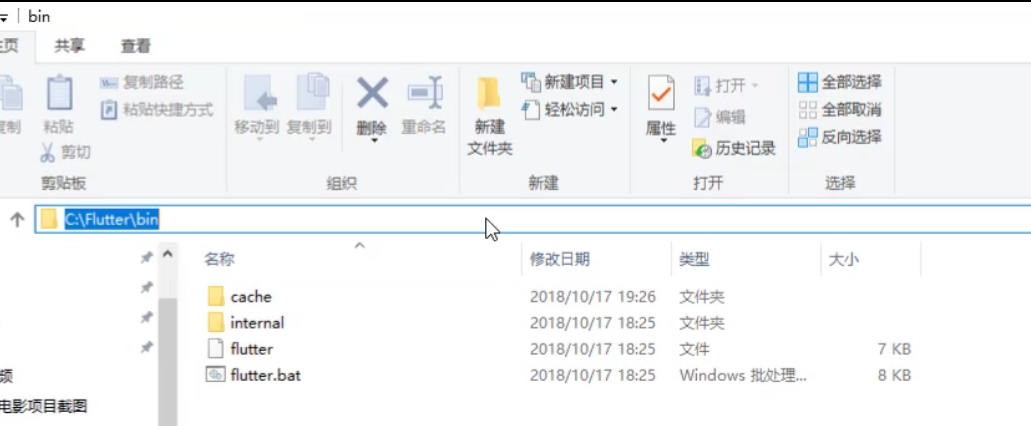 bin
主页 共享 查看
复制 粘贴 复制路径 粘贴快捷方式 剪切
移动到 复制到 删除 重命名
新建文件夹 新建项目 轻松访问
属性 打开 编辑 历史记录
全部选择 全部取消 反向选择
剪贴板 组织 新建 打开 选择
C:\Flutter\bin
名称 修改日期 类型 大小
cache 2018/10/17 19:26 文件夹
internal 2018/10/17 18:25 文件夹
flutter 2018/10/17 18:25 文件 7 KB
flutter.bat 2018/10/17 18:25 Windows 批处理... 8 KB
频
电影项目截图